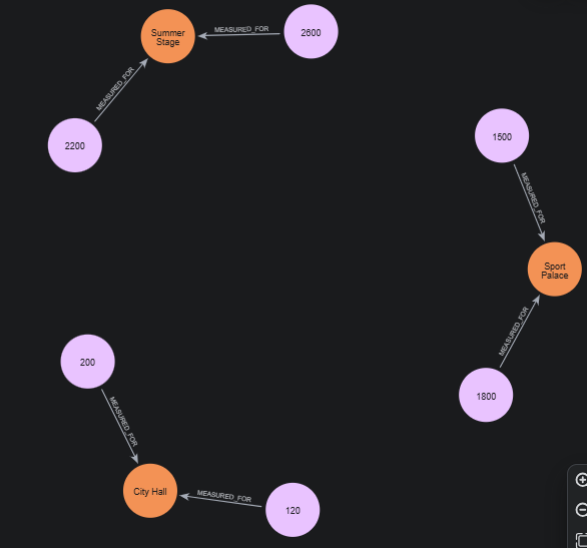 Summer
Stage
MEASURED_FOR
2600
MEASURED_FOR
2200
1500
MEASURED_FOR
Sport
Palace
MEASURED_FOR
1800
200
MEASURED_FOR
City Hall
MEASURED_FOR
120